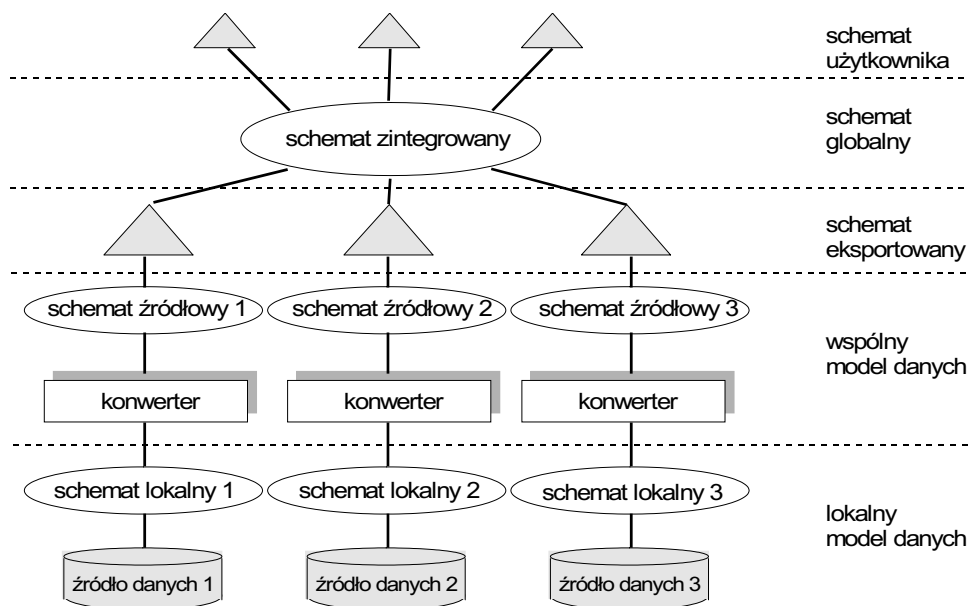 schemat
użytkownika
schemat zintegrowany
schemat
globalny
schemat
eksportowany
schemat źródłowy 1
schemat źródłowy 2
schemat źródłowy 3
wspólny
model danych
konwerter
konwerter
konwerter
schemat lokalny 1
schemat lokalny 2
schemat lokalny 3
lokalny
model danych
źródło danych 1
źródło danych 2
źródło danych 3